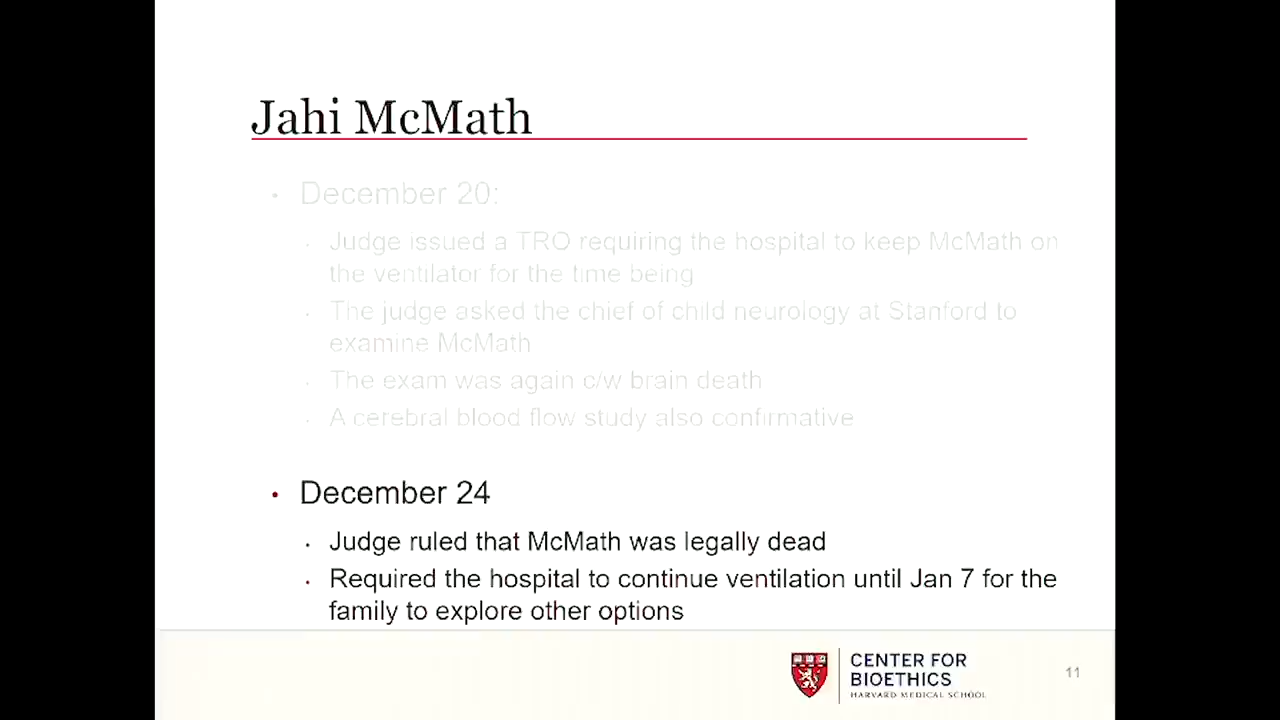 Jahi McMath
• December 20:
• Judge issued a TRO requiring the hospital to keep McMath on
the ventilator for the time being
• The judge asked the chief of child neurology at Stanford to
examine McMath
• The exam was again c/w brain death
• A cerebral blood flow study also confirmative
• December 24
• Judge ruled that McMath was legally dead
• Required the hospital to continue ventilation until Jan 7 for the
family to explore other options
CENTER FOR
BIOETHICS
HARVARD MEDICAL SCHOOL
11